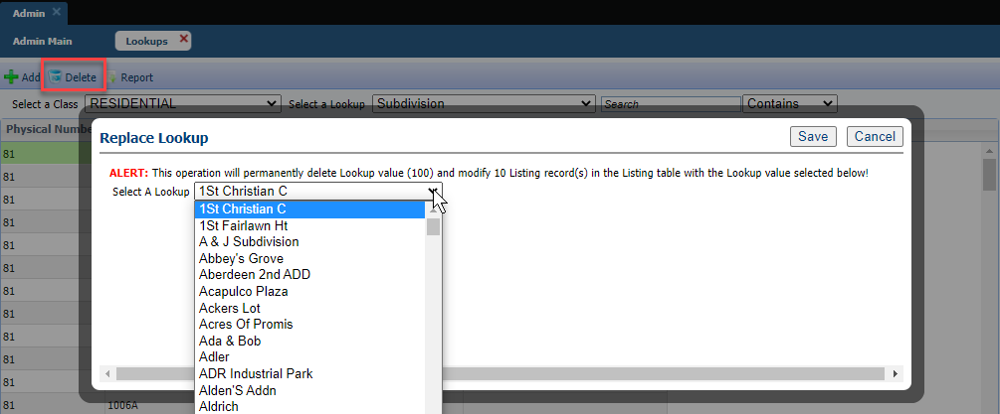 Admin
Admin Main Lookups
Add Delete Report
Select a Class RESIDENTIAL Select a Lookup Subdivision Search Contains
Physical Numbe
Replace Lookup Save Cancel
ALERT: This operation will permanently delete Lookup value (100) and modify 10 Listing record(s) in the Listing table with the Lookup value selected below!
Select A Lookup 1St Christian C
1St Christian C
1St Fairlawn Ht
A & J Subdivision
Abbey's Grove
Aberdeen 2nd ADD
Acapulco Plaza
Ackers Lot
Acres Of Promis
Ada & Bob
Adler
ADR Industrial Park
Alden'S Addn
Aldrich
81
81
81
81
81
81
81
81
81
81
81
81 1006A